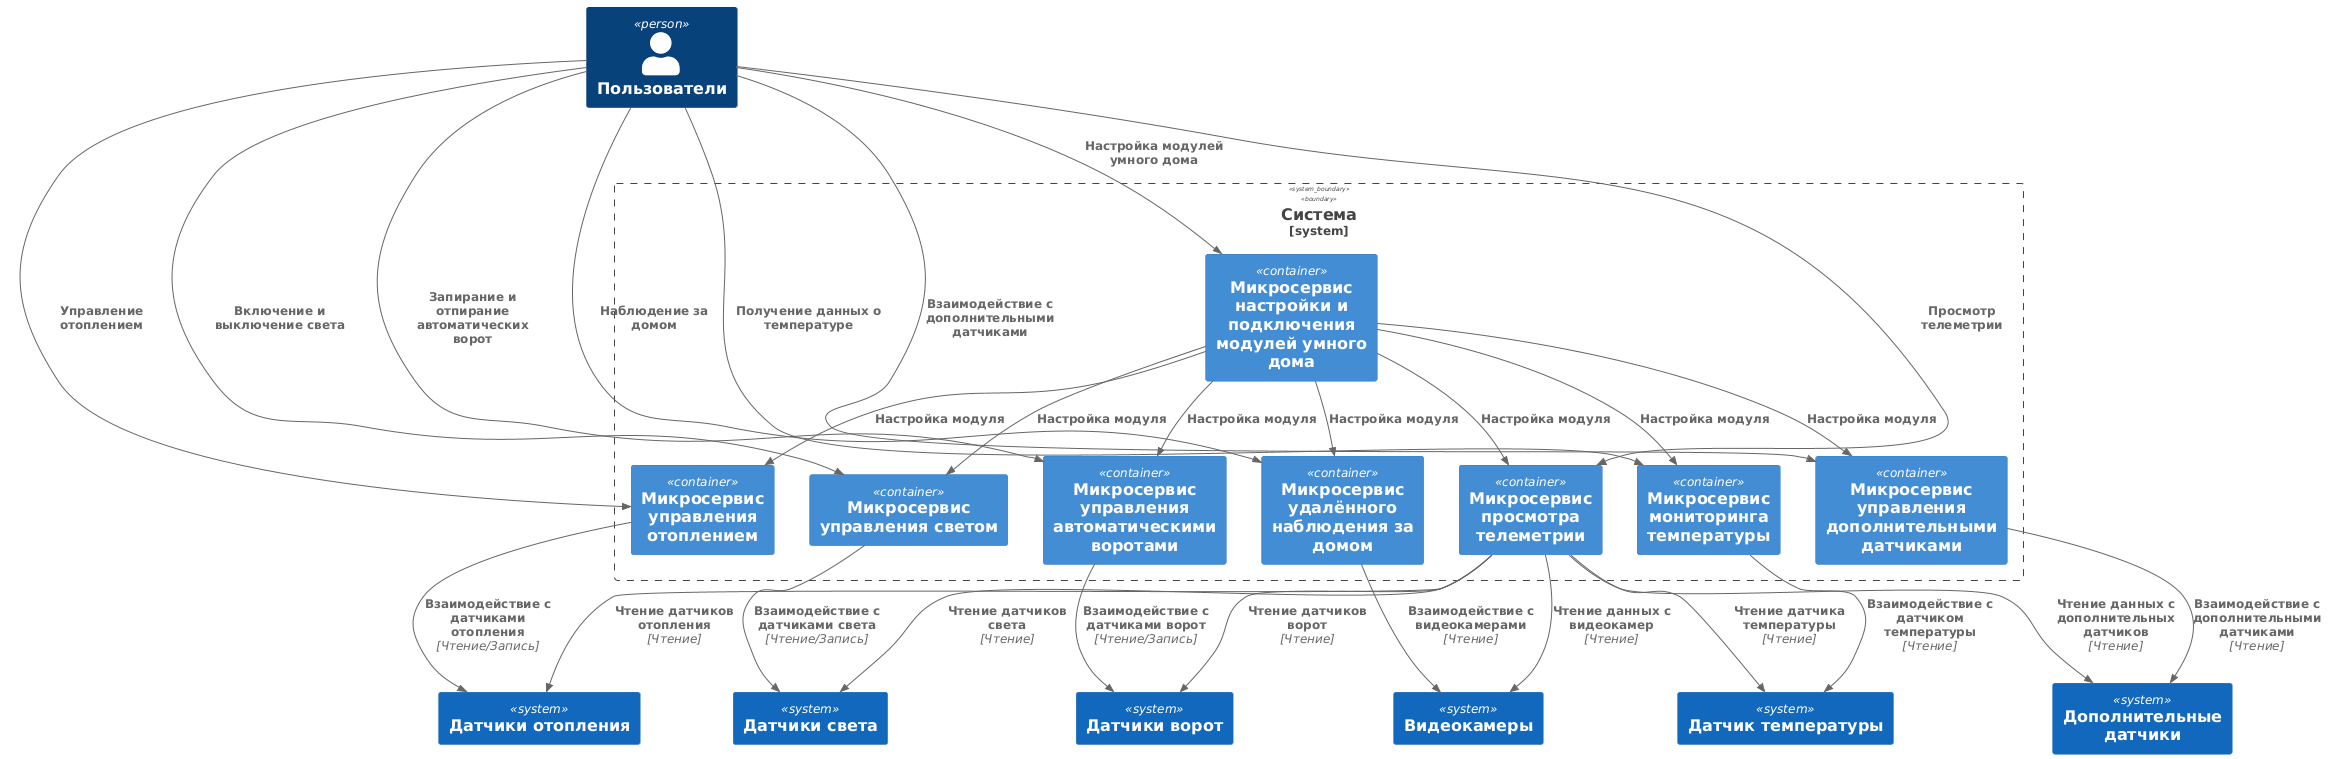 «person»
Пользователи
Настройка модулей
умного дома
«system_boundary»
«boundary»
Система
[system]
«container»
Микросервис
настройки и
подключения
модулей умного
дома
Управление
отоплением
Включение и
выключение света
Запирание и
отпирание
автоматических
ворот
Наблюдение за
домом
Получение данных о
температуре
Взаимодействие с
дополнительными
датчиками
Просмотр
телеметрии
Настройка модуля
Настройка модуля
Настройка модуля
Настройка модуля
Настройка модуля
Настройка модуля
Настройка модуля
«container»
Микросервис
управления
отоплением
«container»
Микросервис
управления светом
«container»
Микросервис
управления
автоматическими
воротами
«container»
Микросервис
удалённого
наблюдения за
домом
«container»
Микросервис
просмотра
телеметрии
«container»
Микросервис
мониторинга
температуры
«container»
Микросервис
управления
дополнительными
датчиками
Взаимодействие с
датчиками
отопления
[Чтение/Запись]
Чтение датчиков
отопления
[Чтение]
Взаимодействие с
датчиками света
[Чтение/Запись]
Чтение датчиков
света
[Чтение]
Взаимодействие с
датчиками ворот
[Чтение/Запись]
Чтение датчиков
ворот
[Чтение]
Взаимодействие с
видеокамерами
[Чтение]
Чтение данных с
видеокамер
[Чтение]
Чтение датчика
температуры
[Чтение]
Взаимодействие с
датчиком
температуры
[Чтение]
Чтение данных с
дополнительных
датчиков
[Чтение]
Взаимодействие с
дополнительными
датчиками
[Чтение]
«system»
Датчики отопления
«system»
Датчики света
«system»
Датчики ворот
«system»
Видеокамеры
«system»
Датчик температуры
«system»
Дополнительные
датчики